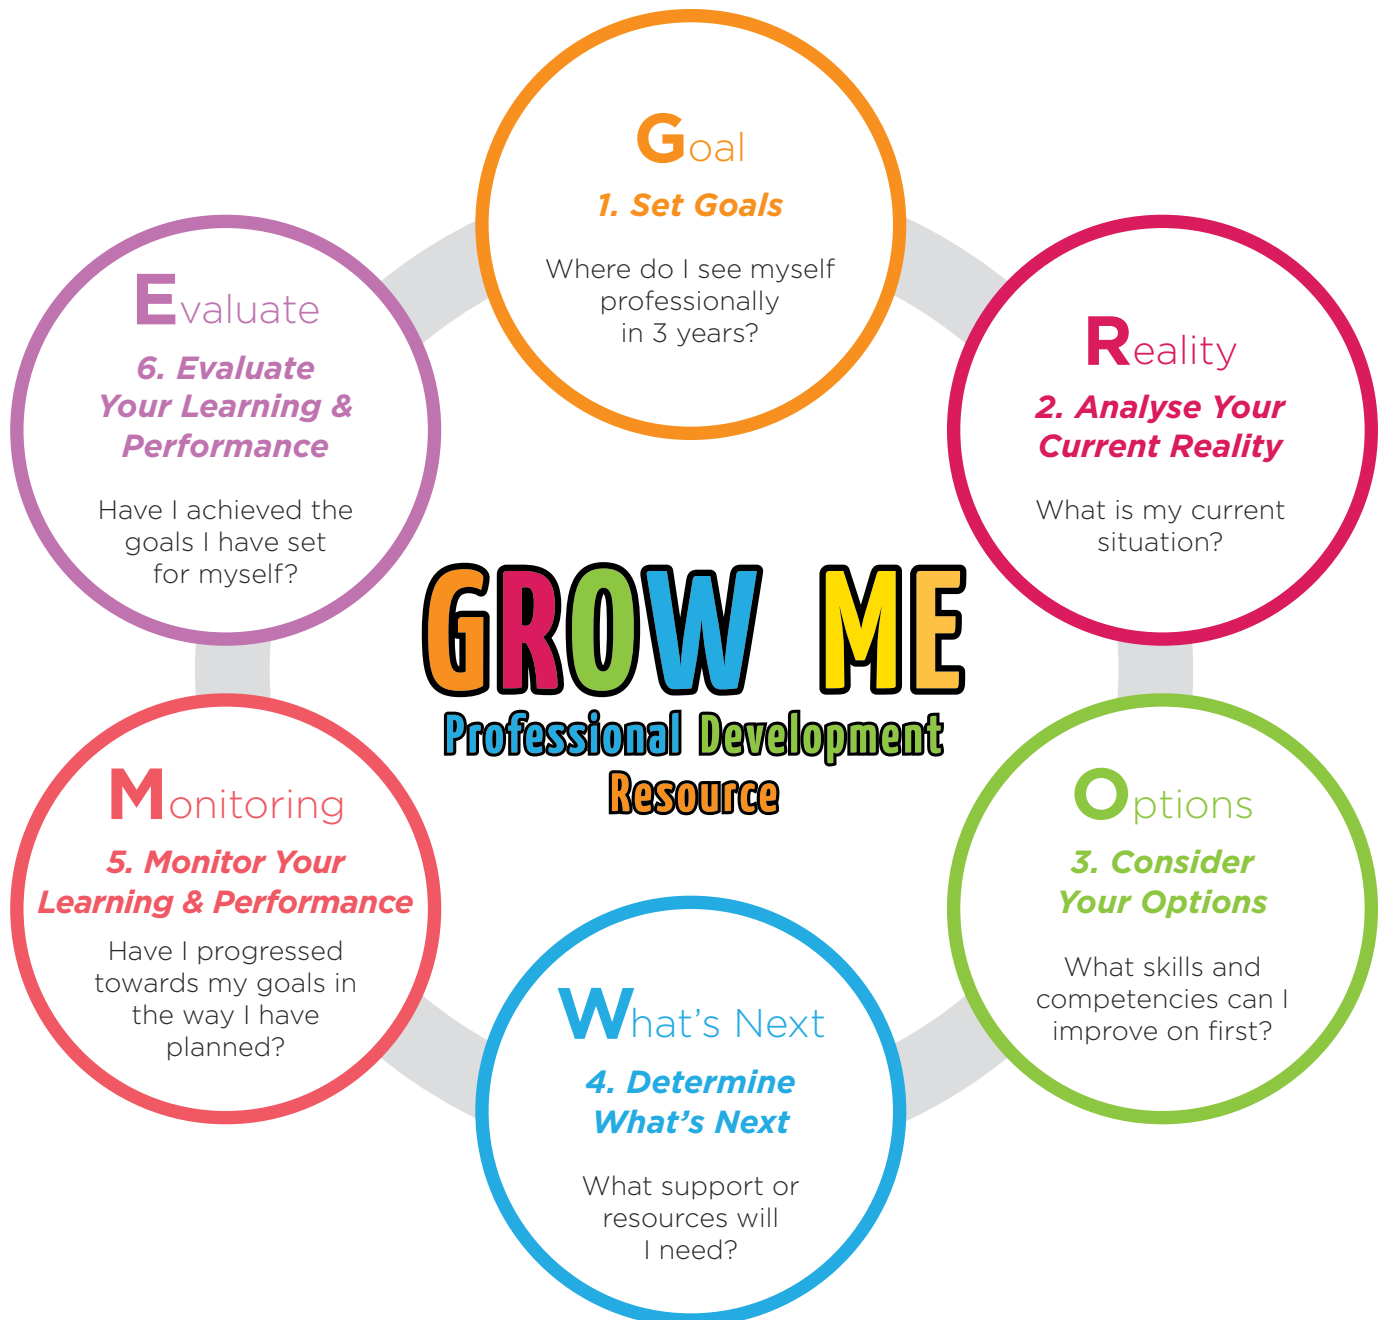 Goal
1. Set Goals
Where do I see myself
professionally
in 3 years?
Reality
2. Analyse Your
Current Reality
What is my current
situation?
Options
3. Consider
Your Options
What skills and
competencies can I
improve on first?
What's Next
4. Determine
What's Next
What support or
resources will
I need?
Monitoring
5. Monitor Your
Learning & Performance
Have I progressed
towards my goals in
the way I have
planned?
Evaluate
6. Evaluate
Your Learning &
Performance
Have I achieved the
goals I have set
for myself?
GROW ME
Professional Development
Resource